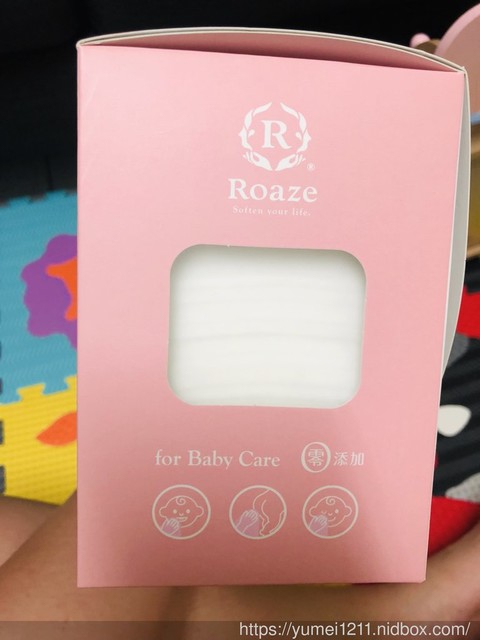 R
®
Roaze
Soften your life.
for Baby Care 零添加
https://yumei1211.nidbox.com/